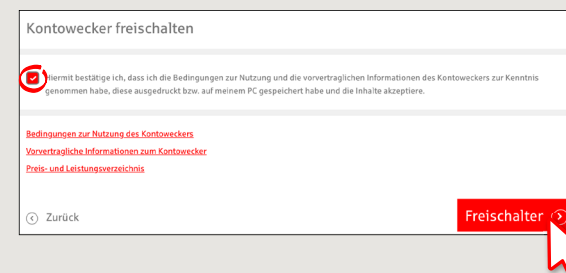 Kontowecker freischalten
Hiermit bestätige ich, dass ich die Bedingungen zur Nutzung und die vorvertraglichen Informationen des Kontoweckers zur Kenntnis
genommen habe, diese ausgedruckt bzw. auf meinem PC gespeichert habe und die Inhalte akzeptiere.
Bedingungen zur Nutzung des Kontoweckers
Vorvertragliche Informationen zum Kontowecker
Preis- und Leistungsverzeichnis
Zurück
Freischalten